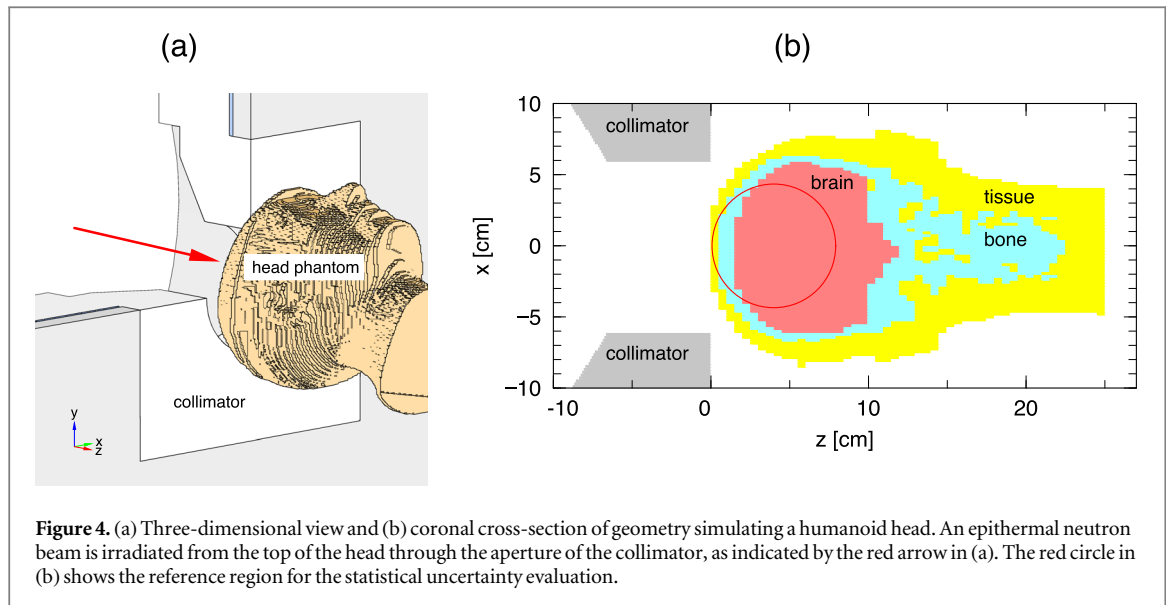 (a)
head phantom
collimator
y
x
z
(b)
10
5
0
−5
−10
x [cm]
collimator
brain
tissue
bone
collimator
-10
0
10
20
z [cm]
Figure 4. (a) Three-dimensional view and (b) coronal cross-section of geometry simulating a humanoid head. An epithermal neutron
beam is irradiated from the top of the head through the aperture of the collimator, as indicated by the red arrow in (a). The red circle in
(b) shows the reference region for the statistical uncertainty evaluation.